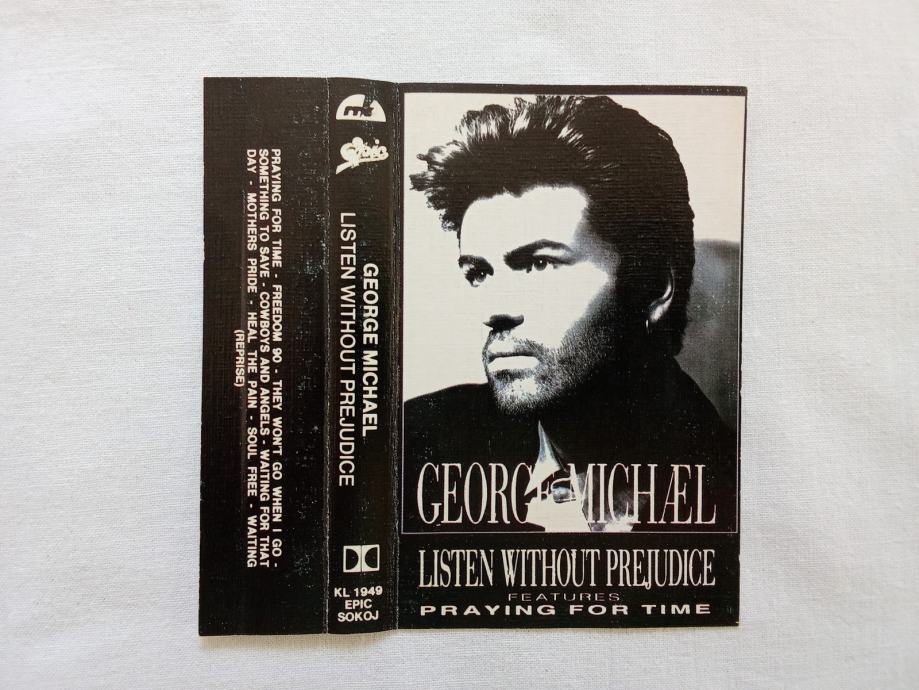 PRAYING FOR TIME - FREEDOM 90 - THEY WON'T GO WHEN I GO -
SOMETHING TO SAVE - COWBOYS AND ANGELS - WAITING FOR THAT
DAY - MOTHERS PRIDE - HEAL THE PAIN - SOUL FREE - WAITING
(REPRISE)
Epic
GEORGE MICHAEL
LISTEN WITHOUT PREJUDICE
KL 1949
EPIC
SOKOJ
GEORGE MICHÆL
LISTEN WITHOUT PREJUDICE
FEATURES
PRAYING FOR TIME